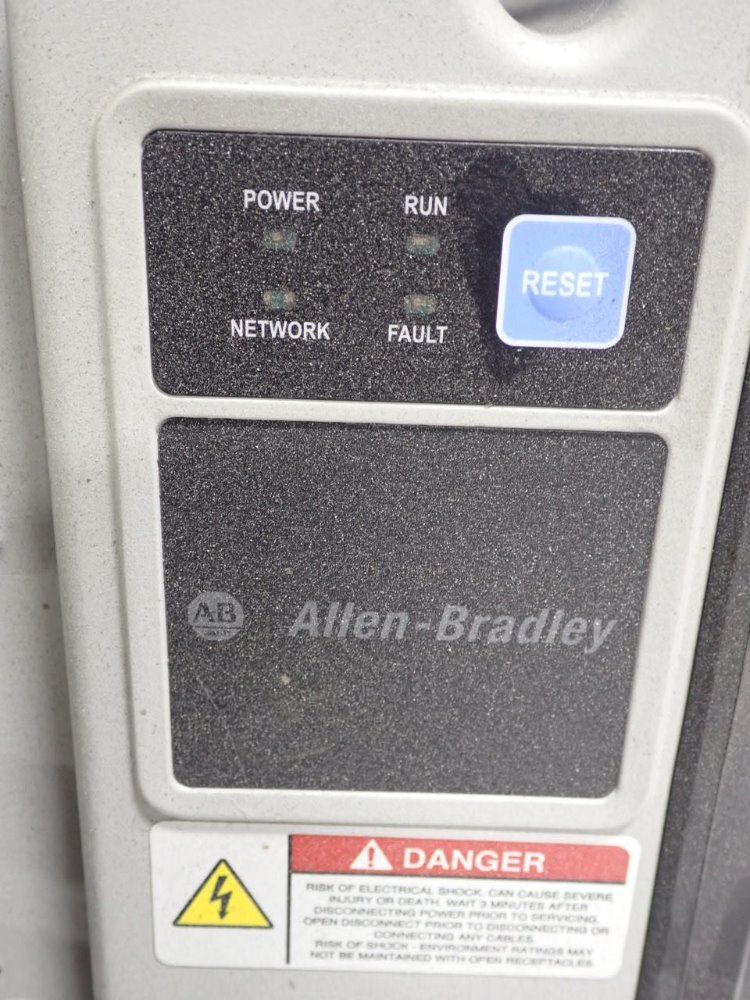 POWER RUN
RESET
NETWORK FAULT
AB
Allen-Bradley
DANGER
RISK OF ELECTRICAL SHOCK. CAN CAUSE SEVERE
INJURY OR DEATH. WAIT 3 MINUTES AFTER
DISCONNECTING POWER PRIOR TO SERVICING.
OPEN DISCONNECT PRIOR TO DISCONNECTING OR
CONNECTING ANY CABLES.
RISK OF SHOCK - ENVIRONMENT RATINGS MAY
NOT BE MAINTAINED WITH OPEN RECEPTACLES.